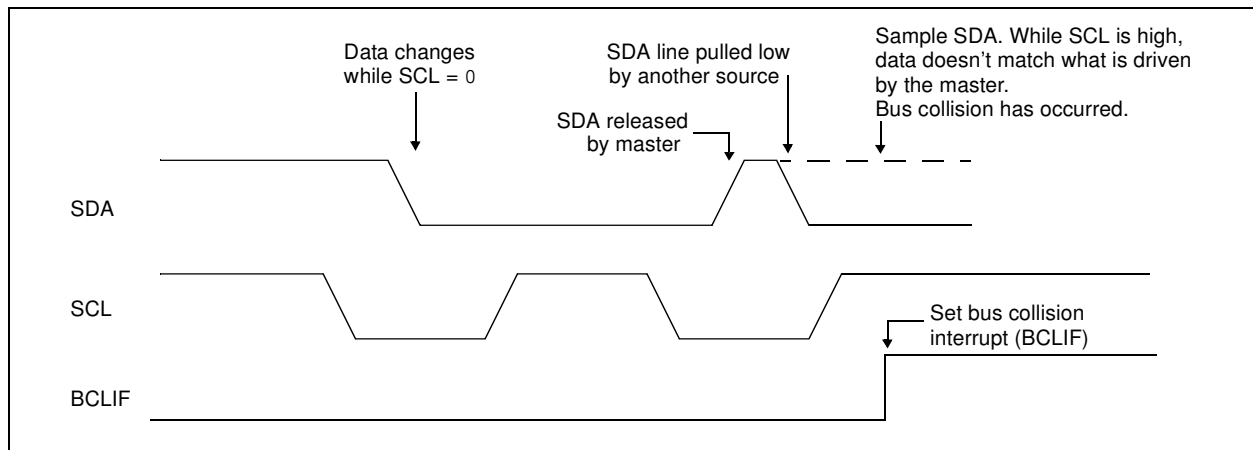 Data changes
while SCL = 0
SDA line pulled low
by another source
Sample SDA. While SCL is high,
data doesn't match what is driven
by the master.
Bus collision has occurred.
SDA released
by master
SDA
SCL
Set bus collision
interrupt (BCLIF)
BCLIF